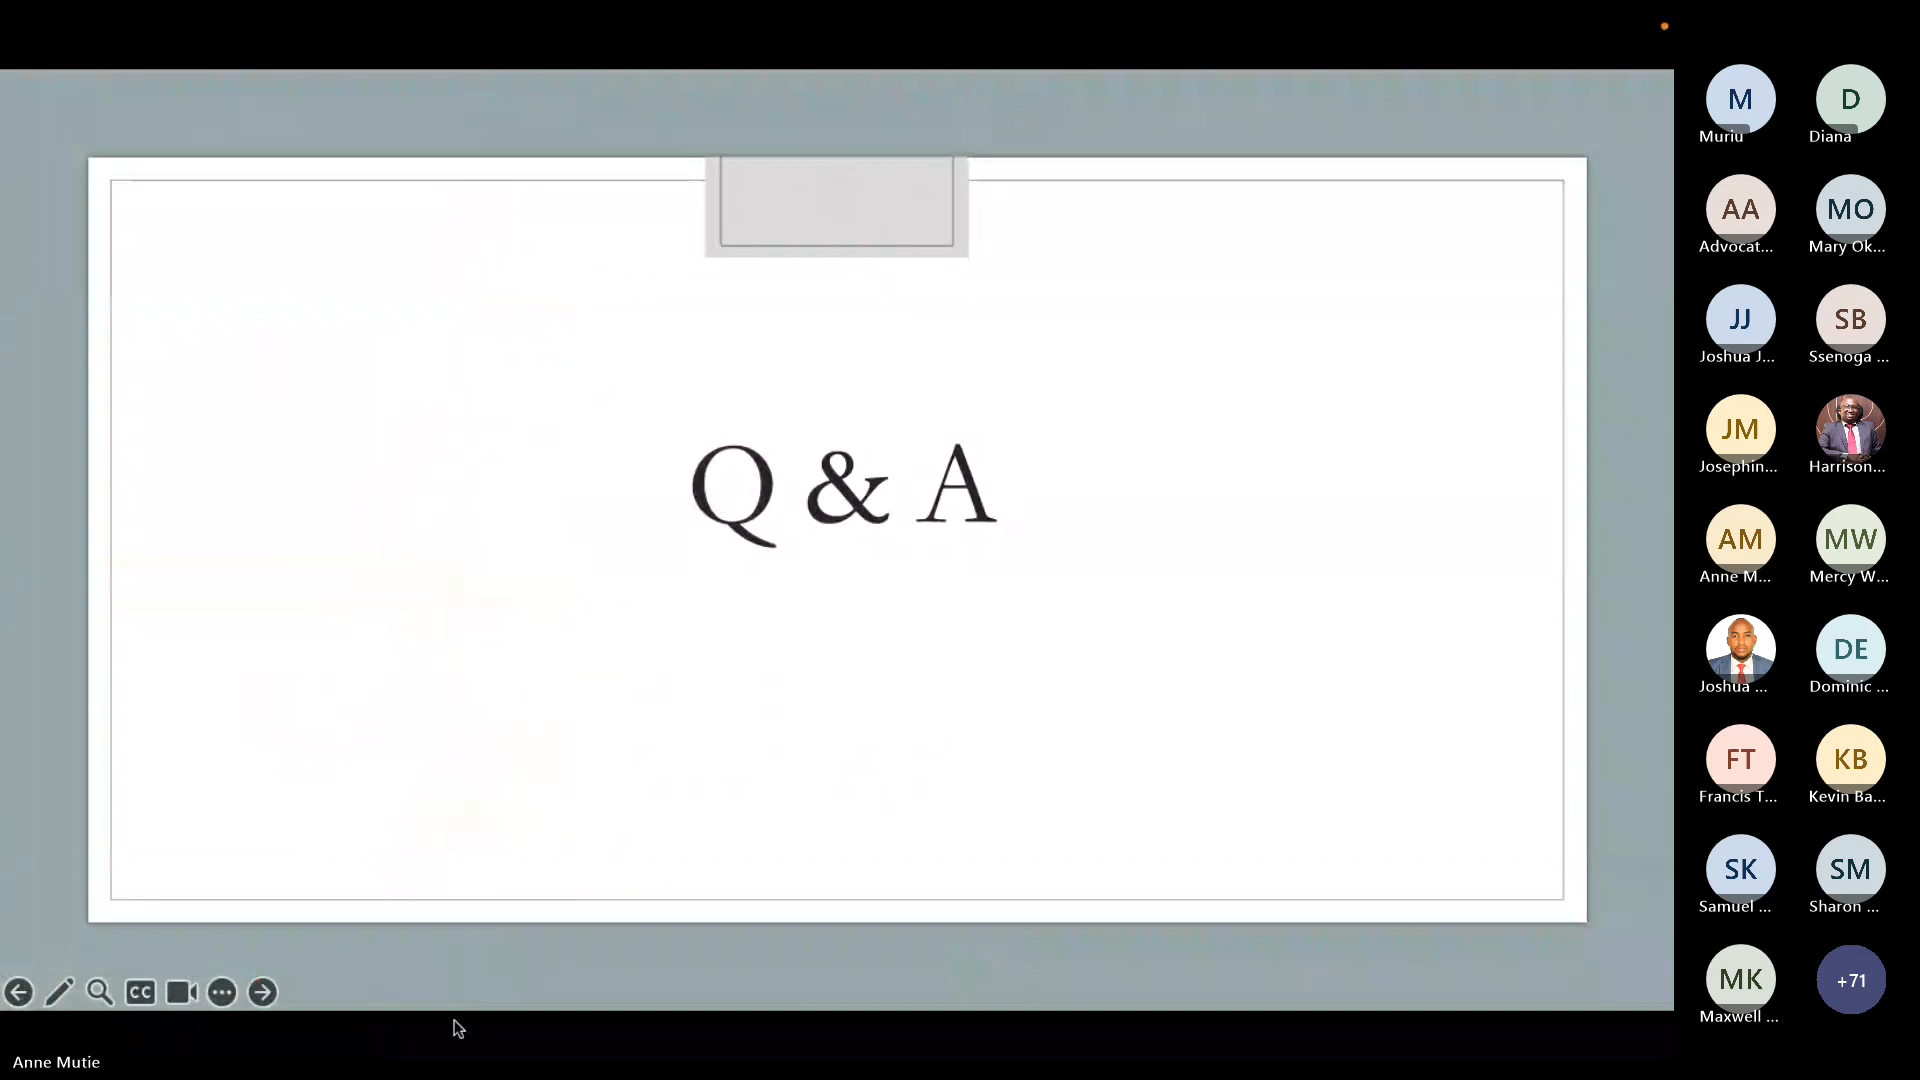 Q & A
CC
Anne Mutie
M
Muriu
D
Diana
AA
Advocat...
MO
Mary Ok...
JJ
Joshua J...
SB
Ssenoga ...
JM
Josephin...
Harrison...
AM
Anne M...
MW
Mercy W...
Joshua ...
DE
Dominic ...
FT
Francis T...
KB
Kevin Ba...
SK
Samuel ...
SM
Sharon ...
MK
Maxwell ...
+71